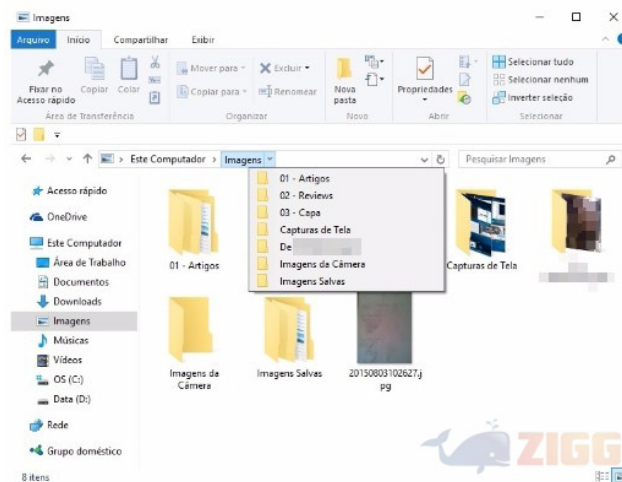 Imagens
Arquivo Início Compartilhar Exibir
Fixar no Acesso rápido
Copiar
Colar
Mover para
Copiar para
Excluir
Renomear
Nova pasta
Propriedades
Selecionar tudo
Selecionar nenhum
Inverter seleção
Área de Transferência Organizar Novo Abrir Selecionar
Este Computador > Imagens
Pesquisar Imagens
Acesso rápido
OneDrive
Este Computador
Área de Trabalho
Documentos
Downloads
Imagens
Músicas
Vídeos
OS (C:)
Data (D:)
Rede
Grupo doméstico
01 - Artigos
02 - Reviews
03 - Capa
Capturas de Tela
De
Imagens da Câmera
Imagens Salvas
01 - Artigos
Capturas de Tela
Imagens da
Câmera
Imagens Salvas
20150803102627.j
pg
ZIGG
8 itens